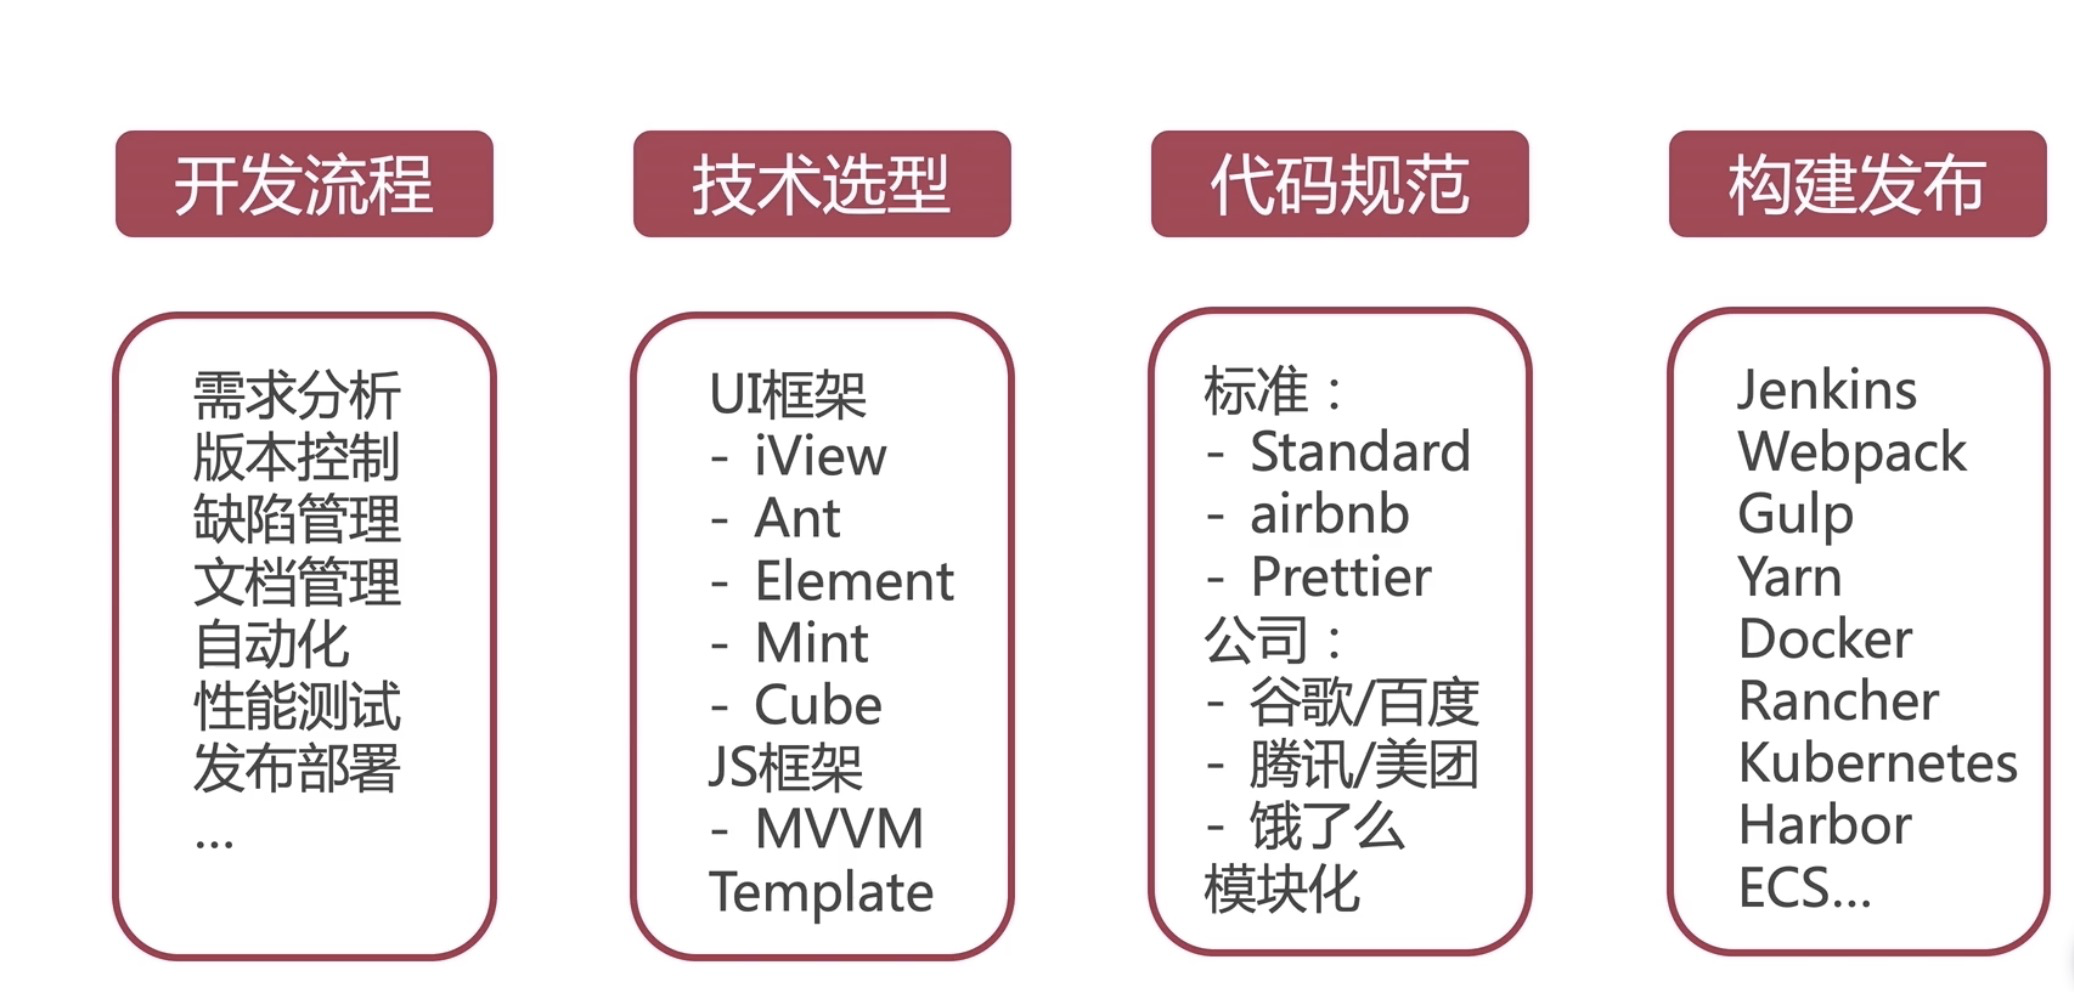 开发流程
需求分析
版本控制
缺陷管理
文档管理
自动化
性能测试
发布部署
...
技术选型
UI框架
- iView
- Ant
- Element
- Mint
- Cube
JS框架
- MVVM
Template
代码规范
标准：
- Standard
- airbnb
- Prettier
公司：
- 谷歌/百度
- 腾讯/美团
- 饿了么
模块化
构建发布
Jenkins
Webpack
Gulp
Yarn
Docker
Rancher
Kubernetes
Harbor
ECS...